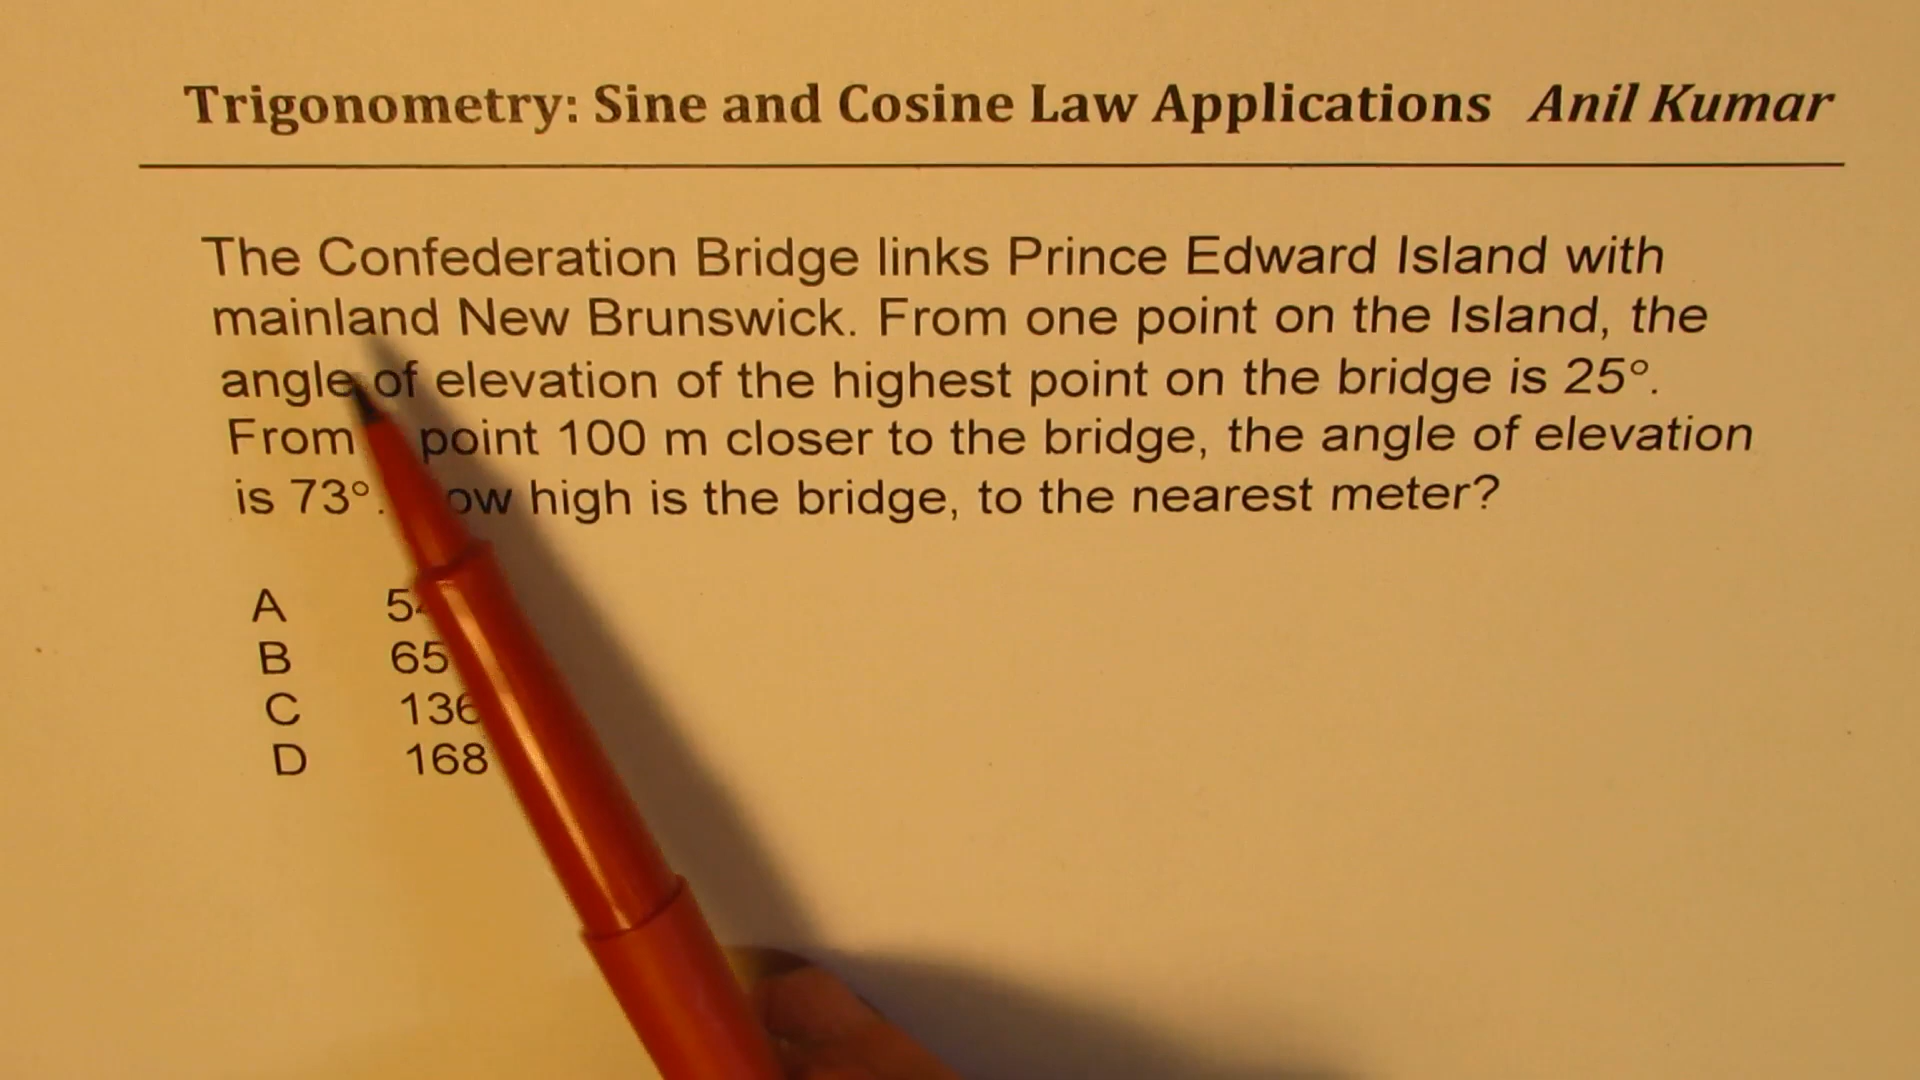 Trigonometry: Sine and Cosine Law Applications Anil Kumar
The Confederation Bridge links Prince Edward Island with
mainland New Brunswick. From one point on the Island, the
angle of elevation of the highest point on the bridge is 25°.
From point 100 m closer to the bridge, the angle of elevation
is 73°. high is the bridge, to the nearest meter?
A
B 65
C 136
D 168